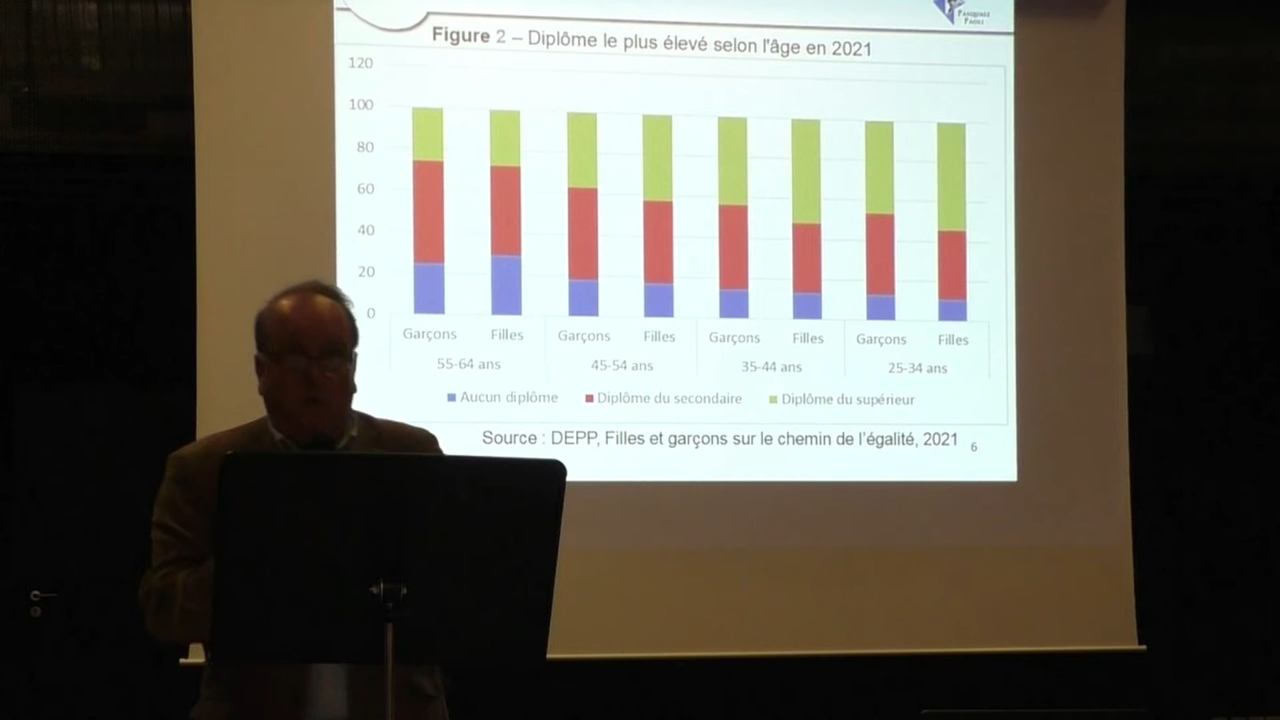 PASQUALE
PAOLI
Figure 2 – Diplôme le plus élevé selon l'âge en 2021
120
100
80
60
40
20
0
Garçons Filles Garçons Filles Garçons Filles Garçons Filles
55-64 ans 45-54 ans 35-44 ans 25-34 ans
Aucun diplôme Diplôme du secondaire Diplôme du supérieur
Source : DEPP, Filles et garçons sur le chemin de l'égalité, 2021
6